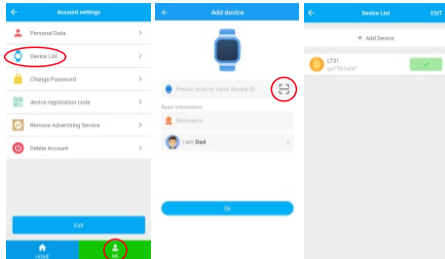 Account settings
Personal Data
Device List
Change Password
device registration code
Remove Advertising Service
Delete Account
Exit
HOME
ME
Add device
Please scan or input device ID
Basic Information
Nickname
I am Dad
Ok
Device List
EDIT
+ Add Device
LT31